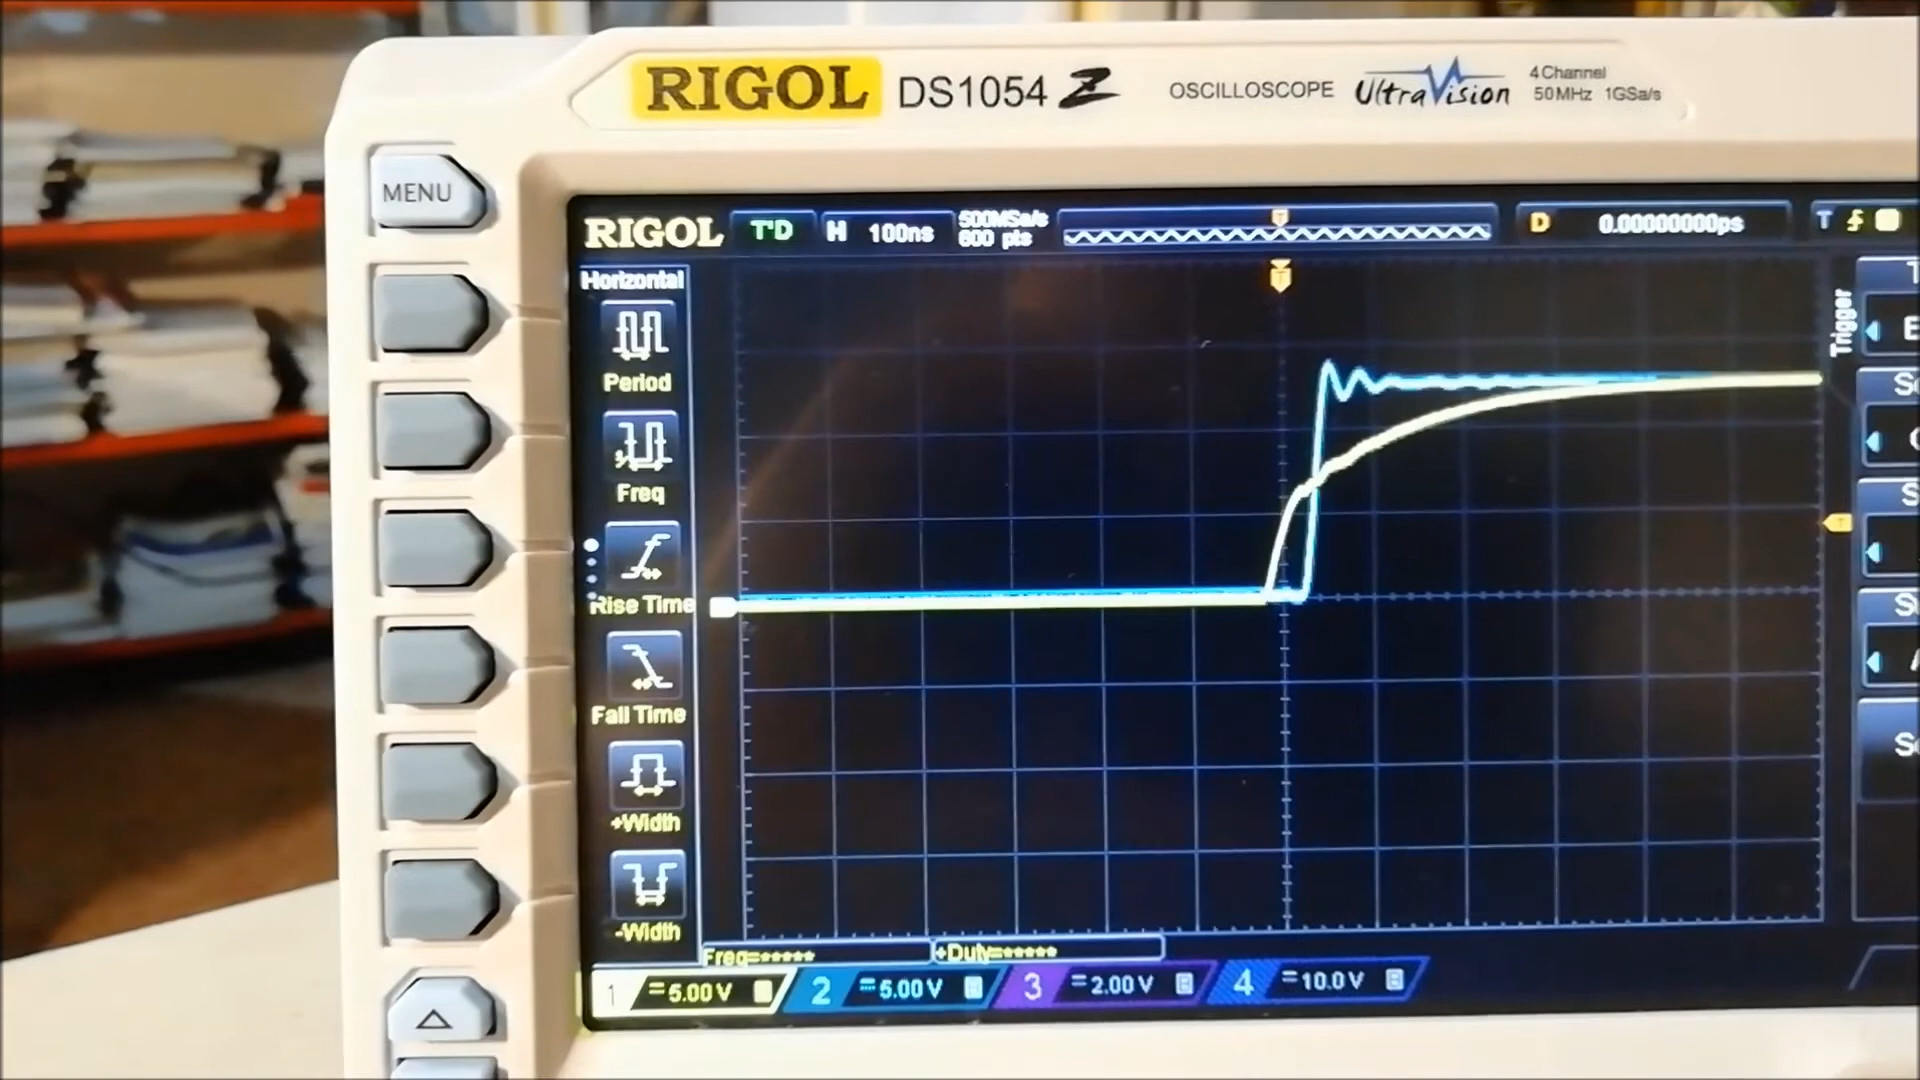 RIGOL DS1054 Z OSCILLOSCOPE UltraVision 4 Channel
50MHz 1GSa/s
MENU
RIGOL T'D H 100ns 500MSa/s
600 pts
D 0.00000000ps T
Horizontal
Period
Freq
Rise Time
Fall Time
+Width
-Width
Trigger
Freq=***** +Duty=*****
1 =5.00 V 2 =5.00 V 3 =2.00 V 4 =10.0 V